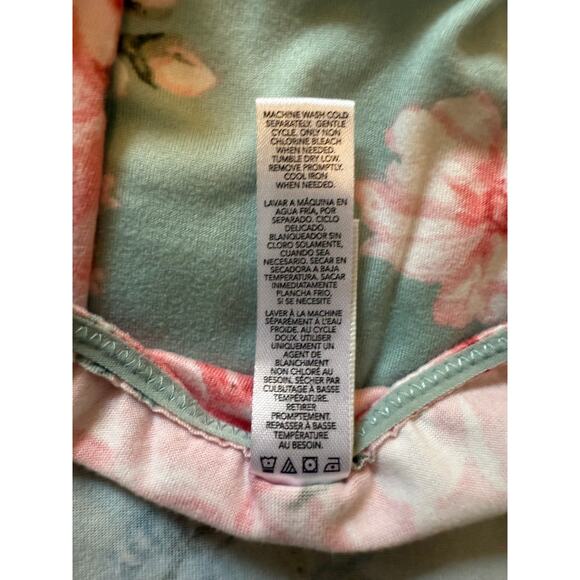 MACHINE WASH COLD
SEPARATELY. GENTLE
CYCLE. ONLY NON
CHLORINE BLEACH
WHEN NEEDED.
TUMBLE DRY LOW.
REMOVE PROMPTLY.
COOL IRON
WHEN NEEDED.
LAVAR A MÁQUINA EN
AGUA FRÍA, POR
SEPARADO. CICLO
DELICADO.
BLANQUEADOR SIN
CLORO SOLAMENTE,
CUANDO SEA
NECESARIO. SECAR EN
SECADORA A BAJA
TEMPERATURA. SACAR
INMEDIATAMENTE
PLANCHA FRIO,
SI SE NECESITE
LAVER À LA MACHINE
SÉPARÉMENT À L'EAU
FROIDE. AU CYCLE
DOUX. UTILISER
UNIQUEMENT UN
AGENT DE
BLANCHIMENT
NON CHLORÉ AU
BESOIN. SÉCHER PAR
CULBUTAGE À BASSE
TEMPÉRATURE.
RETIRER
PROMPTEMENT.
REPASSER À BASSE
TEMPÉRATURE
AU BESOIN.